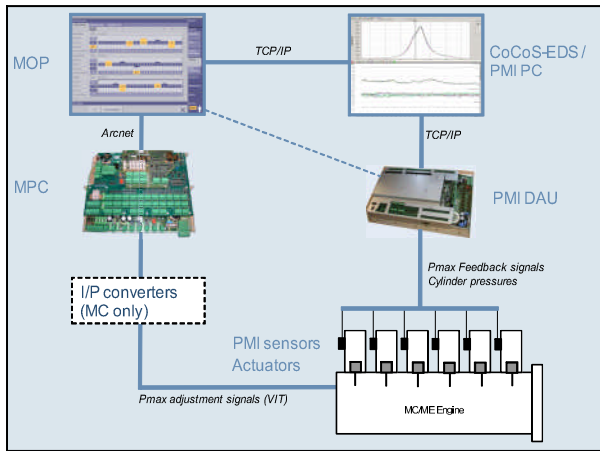 MOP
TCP/IP
CoCoS-EDS /
PMI PC
Arcnet
TCP/IP
MPC
PMI DAU
I/P converters
(MC only)
Pmax Feedback signals
Cylinder pressures
PMI sensors
Actuators
Pmax adjustment signals (VIT)
MC/ME Engine